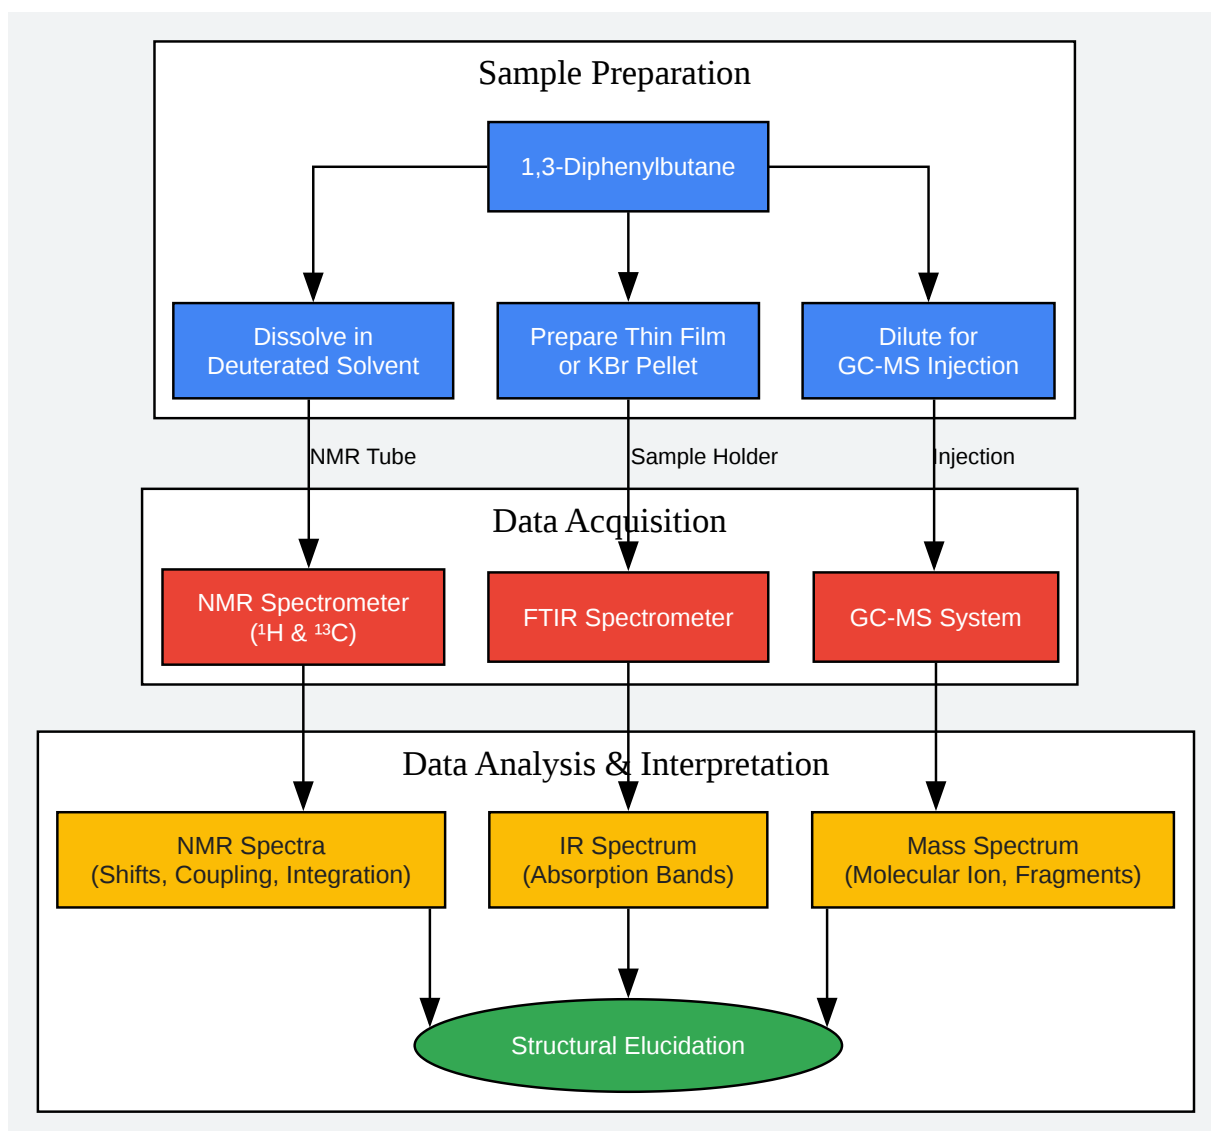 Sample Preparation
1,3-Diphenylbutane
Dissolve in
Deuterated Solvent
Prepare Thin Film
or KBr Pellet
Dilute for
GC-MS Injection
NMR Tube
Sample Holder
Injection
Data Acquisition
NMR Spectrometer
(¹H & ¹³C)
FTIR Spectrometer
GC-MS System
Data Analysis & Interpretation
NMR Spectra
(Shifts, Coupling, Integration)
IR Spectrum
(Absorption Bands)
Mass Spectrum
(Molecular Ion, Fragments)
Structural Elucidation